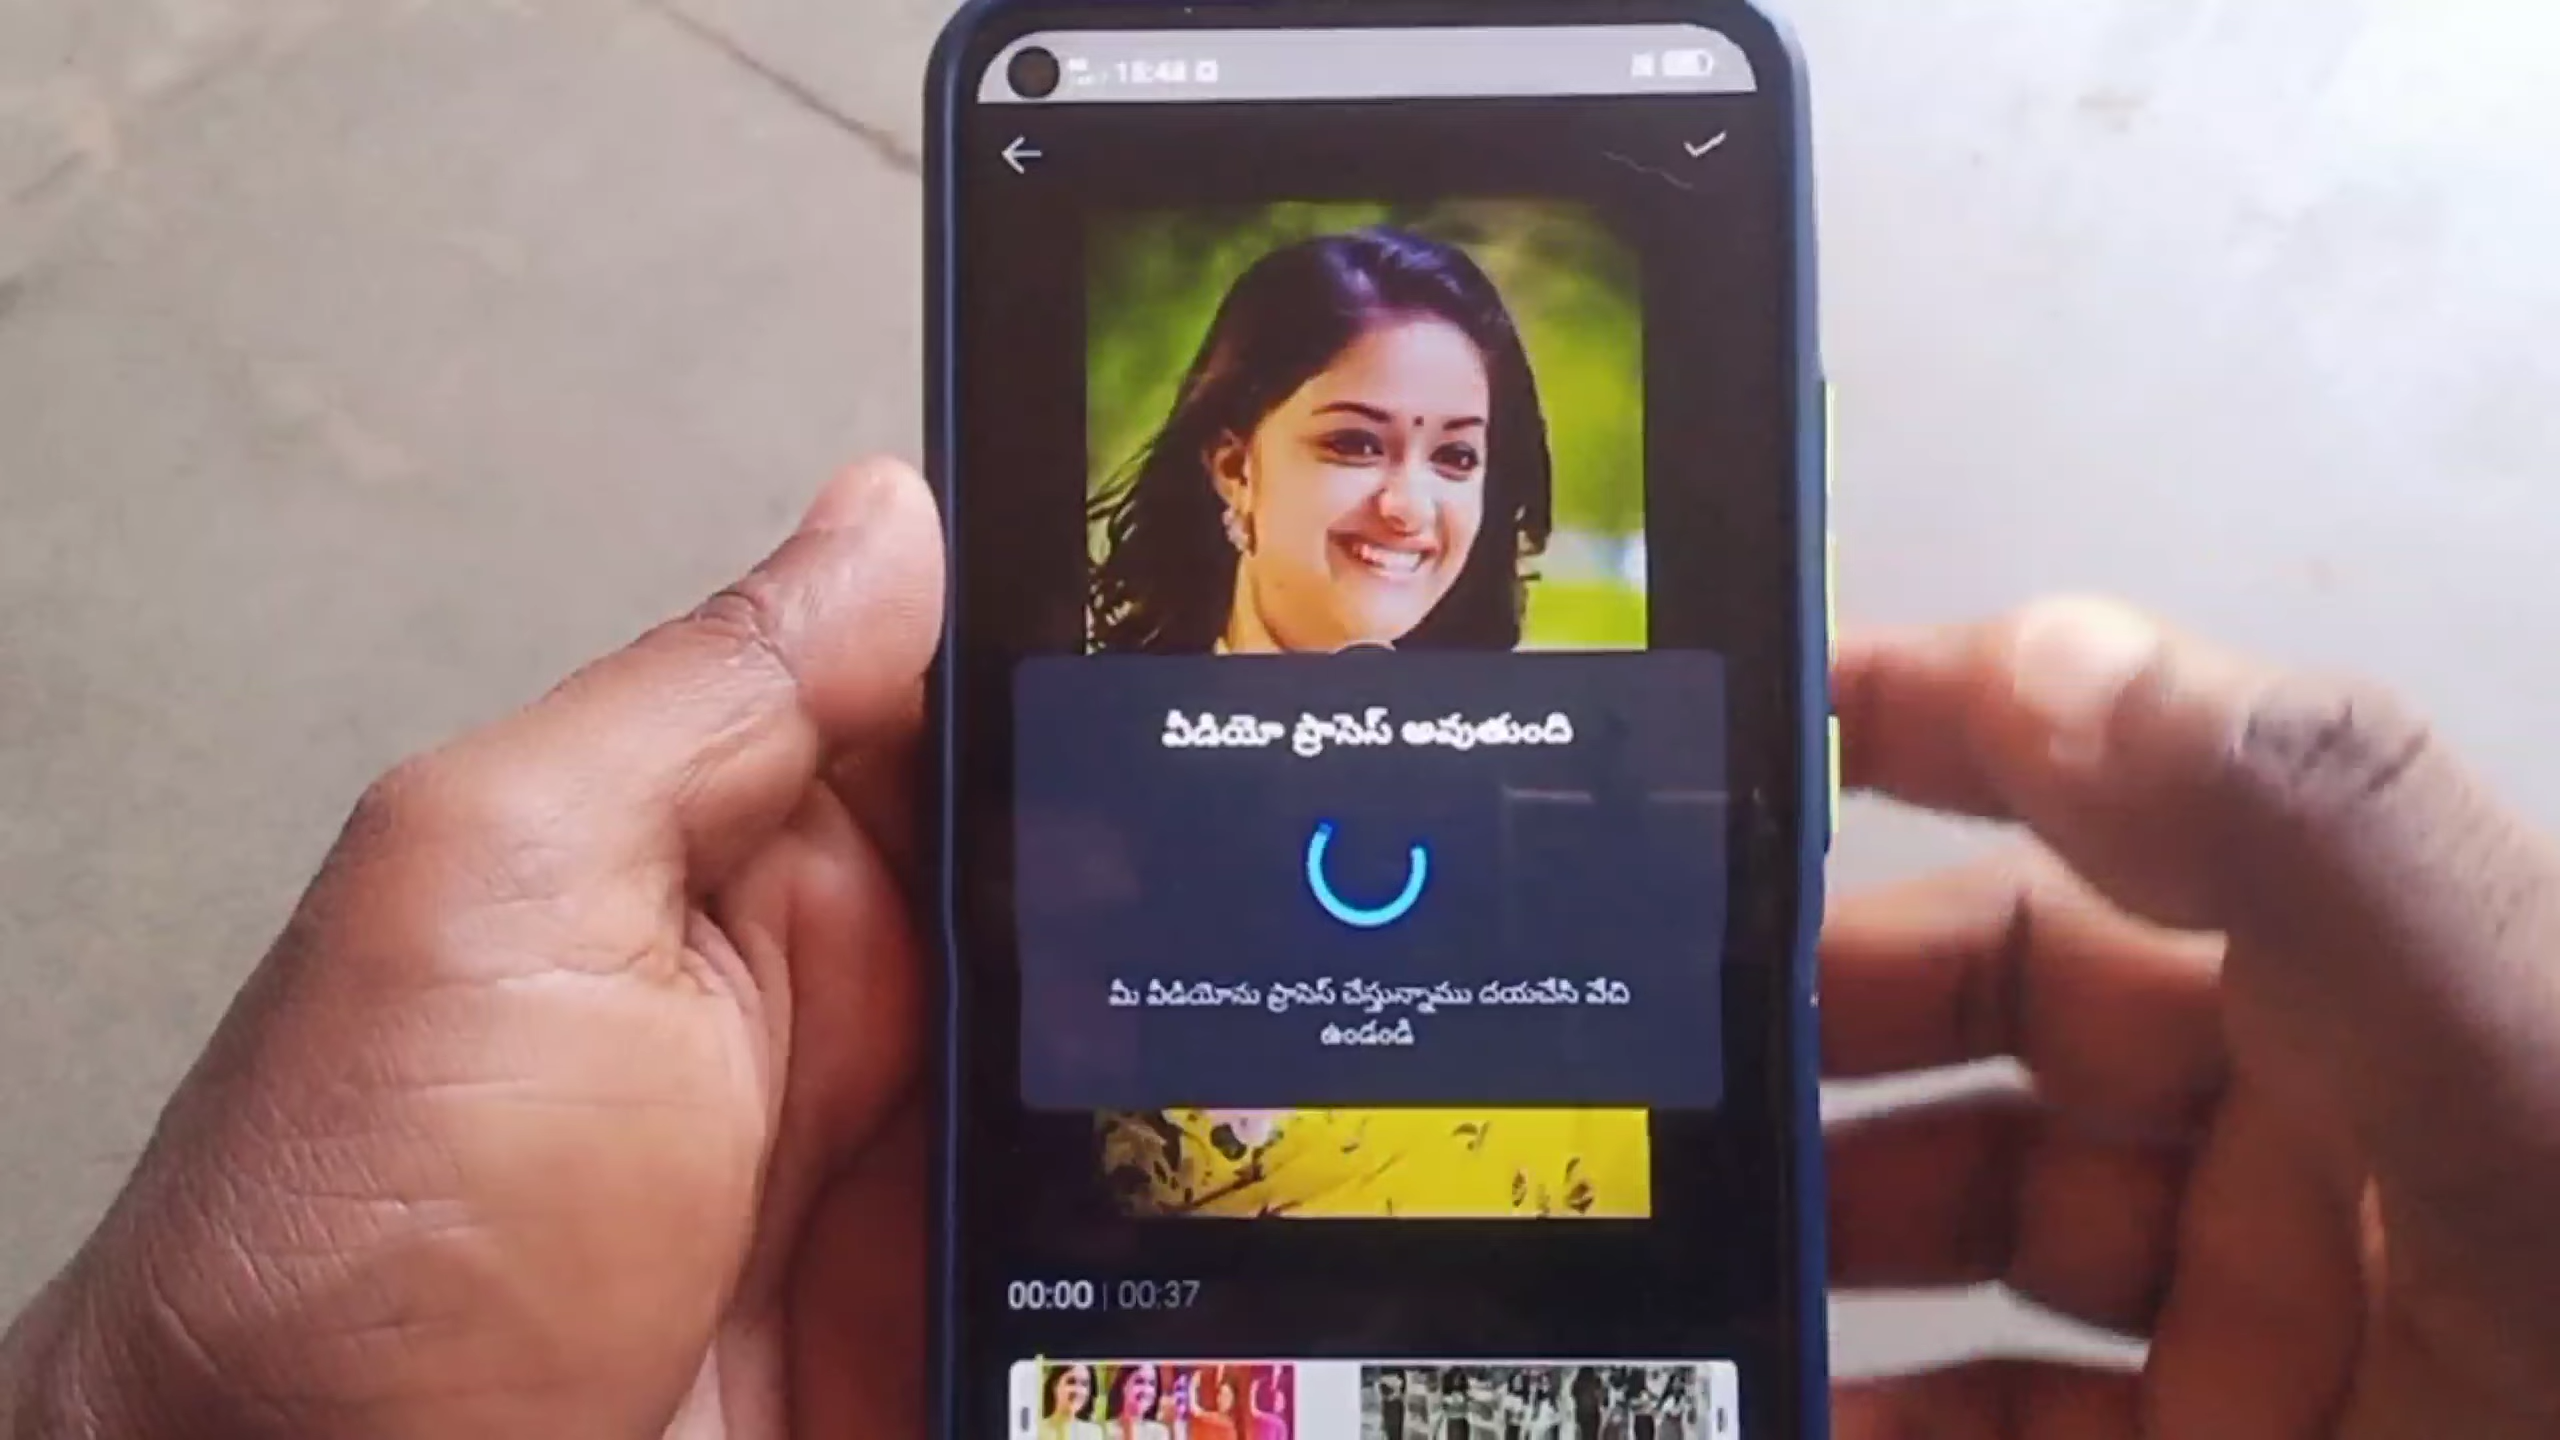 వీడియో ప్రాసెస్ అవుతుంది
మీ వీడియోను ప్రాసెస్ చేస్తున్నాము దయచేసి వేచి
ఉండండి
00:00 | 00:37